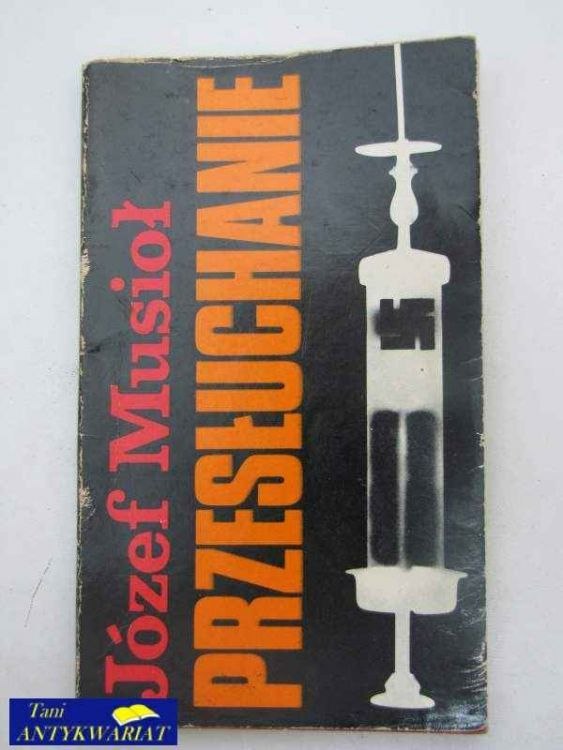 Józef Musioł
PRZESŁUCHANIE
Tani
ANTYKWARIAT